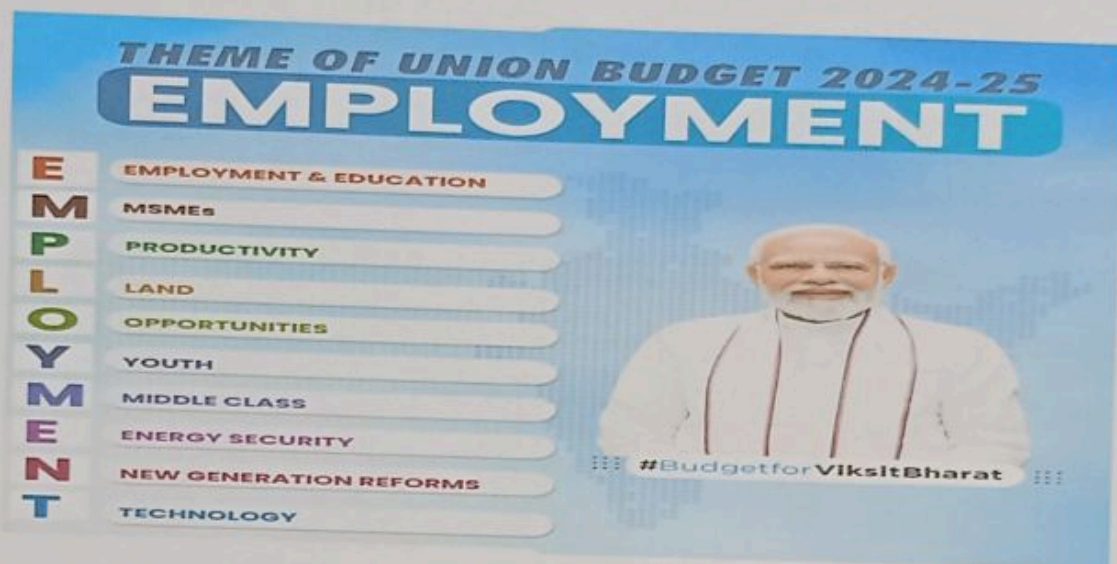 THEME OF UNION BUDGET 2024-25
EMPLOYMENT
E EMPLOYMENT & EDUCATION
M MSMEs
P PRODUCTIVITY
L LAND
O OPPORTUNITIES
Y YOUTH
M MIDDLE CLASS
E ENERGY SECURITY
N NEW GENERATION REFORMS
T TECHNOLOGY
#BudgetforViksitBharat